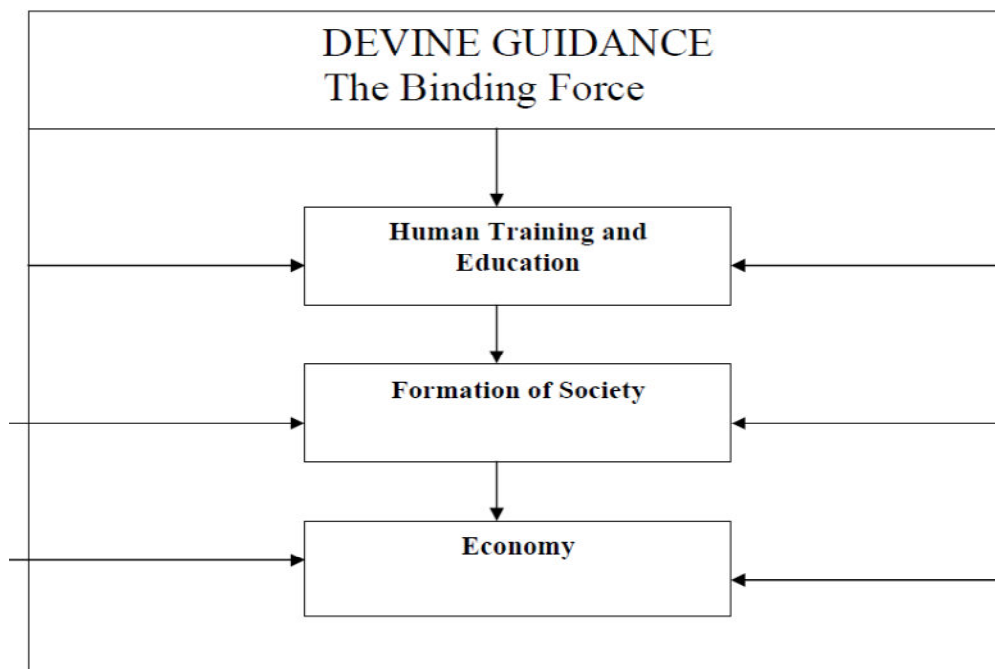 DEVINE GUIDANCE
The Binding Force
Human Training and
Education
Formation of Society
Economy